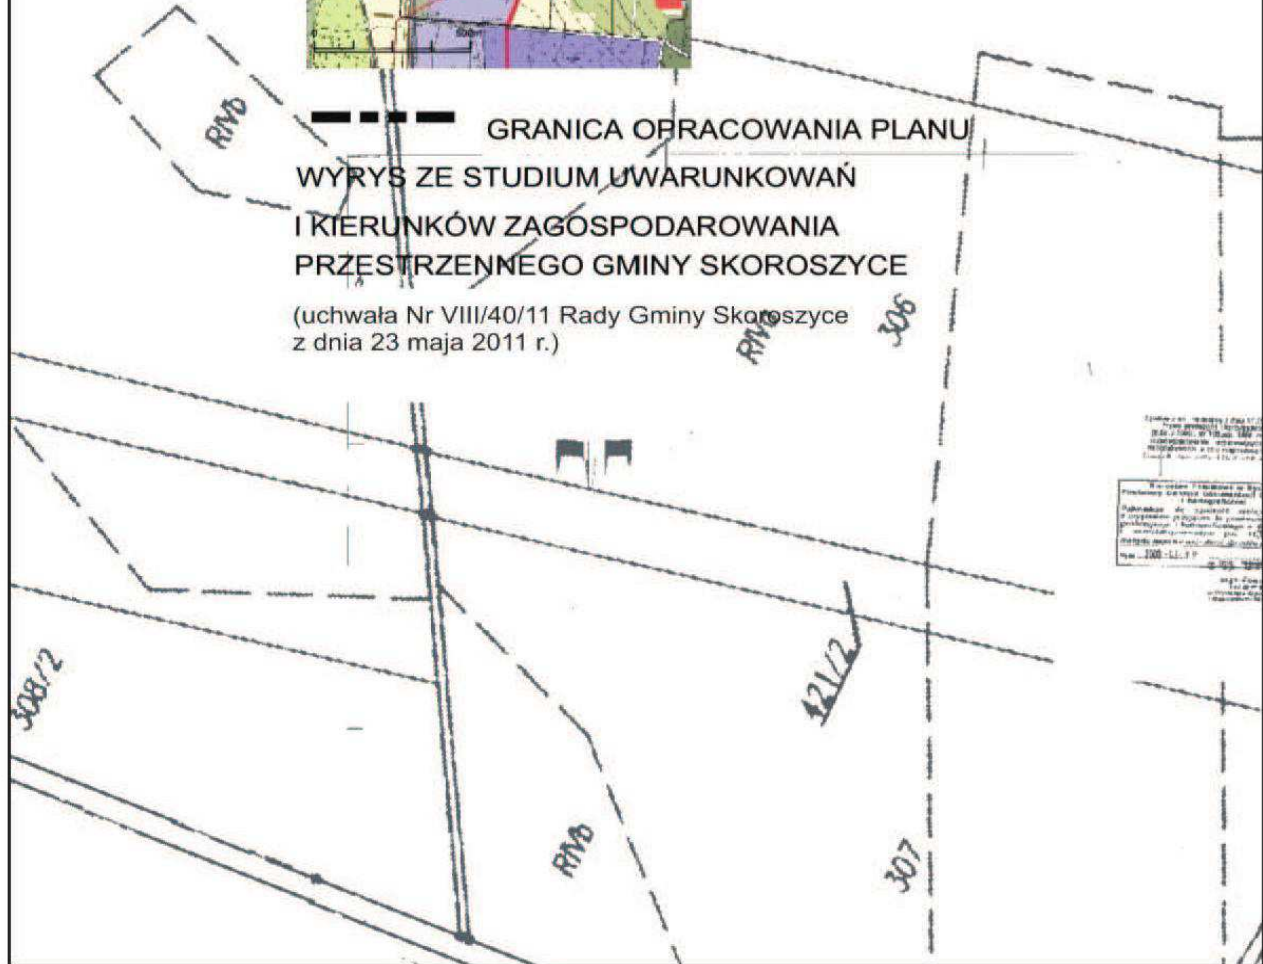 RIVb
GRANICA OPRACOWANIA PLANU
WYRYS ZE STUDIUM UWARUNKOWAŃ
I KIERUNKÓW ZAGOSPODAROWANIA
PRZESTRZENNEGO GMINY SKOROSZYCE
(uchwała Nr VIII/40/11 Rady Gminy Skoroszyce
z dnia 23 maja 2011 r.)
RIVb
306
308/2
421/2
RIVb
307